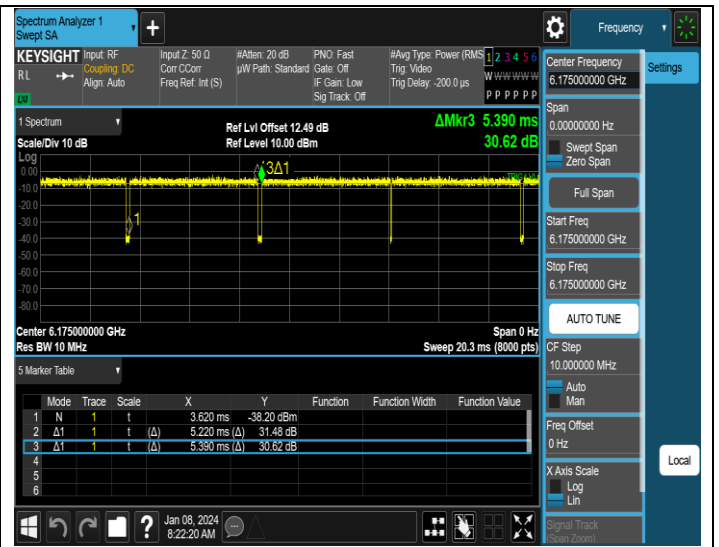 Spectrum Analyzer 1
Swept SA
+
Frequency
KEYSIGHT
RL
LXI
Input: RF
Coupling: DC
Align: Auto
Input Z: 50 Ω
Corr CCorr
Freq Ref: Int (S)
#Atten: 20 dB
µW Path: Standard
PNO: Fast
Gate: Off
IF Gain: Low
Sig Track: Off
#Avg Type: Power (RMS
Trig: Video
Trig Delay: -200.0 µs
1 2 3 4 5 6
W W W W W W
P P P P P P
Center Frequency
6.175000000 GHz
Settings
Span
0.00000000 Hz
Swept Span
Zero Span
Full Span
Start Freq
6.175000000 GHz
Stop Freq
6.175000000 GHz
AUTO TUNE
CF Step
10.000000 MHz
Auto
Man
Freq Offset
0 Hz
X Axis Scale
Log
Lin
Signal Track
(Span Zoom)
Local
1 Spectrum
Scale/Div 10 dB
Log
Ref Lvl Offset 12.49 dB
Ref Level 10.00 dBm
ΔMkr3 5.390 ms
30.62 dB
3Δ1
1
0.00
-10.0
-20.0
-30.0
-40.0
-50.0
-60.0
-70.0
-80.0
Center 6.175000000 GHz
Span 0 Hz
Res BW 10 MHz
Sweep 20.3 ms (8000 pts)
5 Marker Table
Mode Trace Scale X Y Function Function Width Function Value
1 N 1 t 3.620 ms -38.20 dBm
2 Δ1 1 t (Δ) 5.220 ms (Δ) 31.48 dB
3 Δ1 1 t (Δ) 5.390 ms (Δ) 30.62 dB
4
5
6
?
Jan 08, 2024
8:22:20 AM